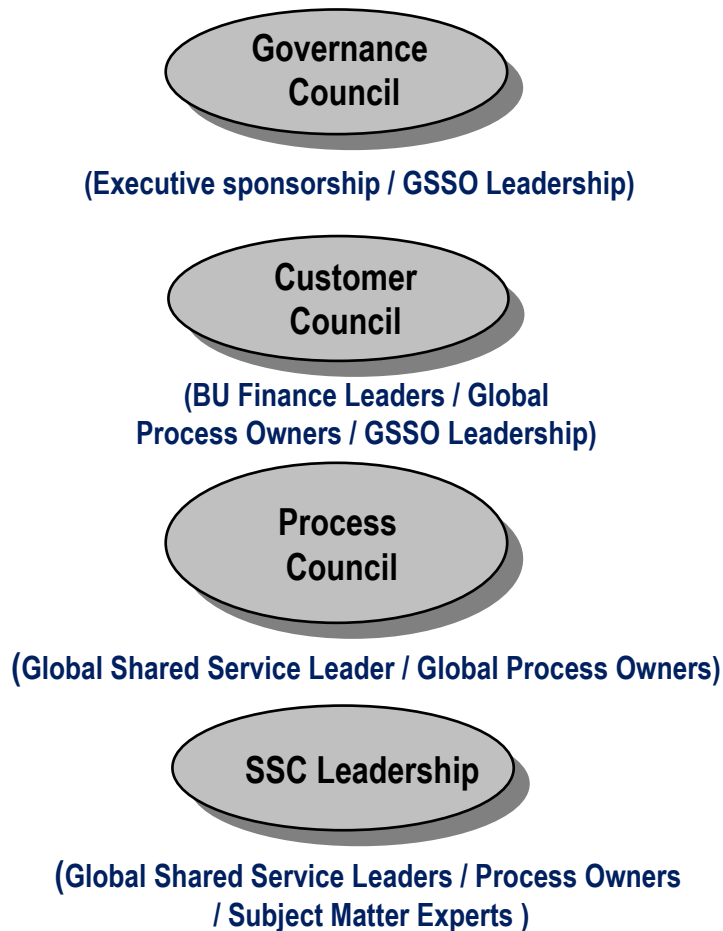 Governance
Council
(Executive sponsorship / GSSO Leadership)
Customer
Council
(BU Finance Leaders / Global
Process Owners / GSSO Leadership)
Process
Council
(Global Shared Service Leader / Global Process Owners)
SSC Leadership
(Global Shared Service Leaders / Process Owners
/ Subject Matter Experts )